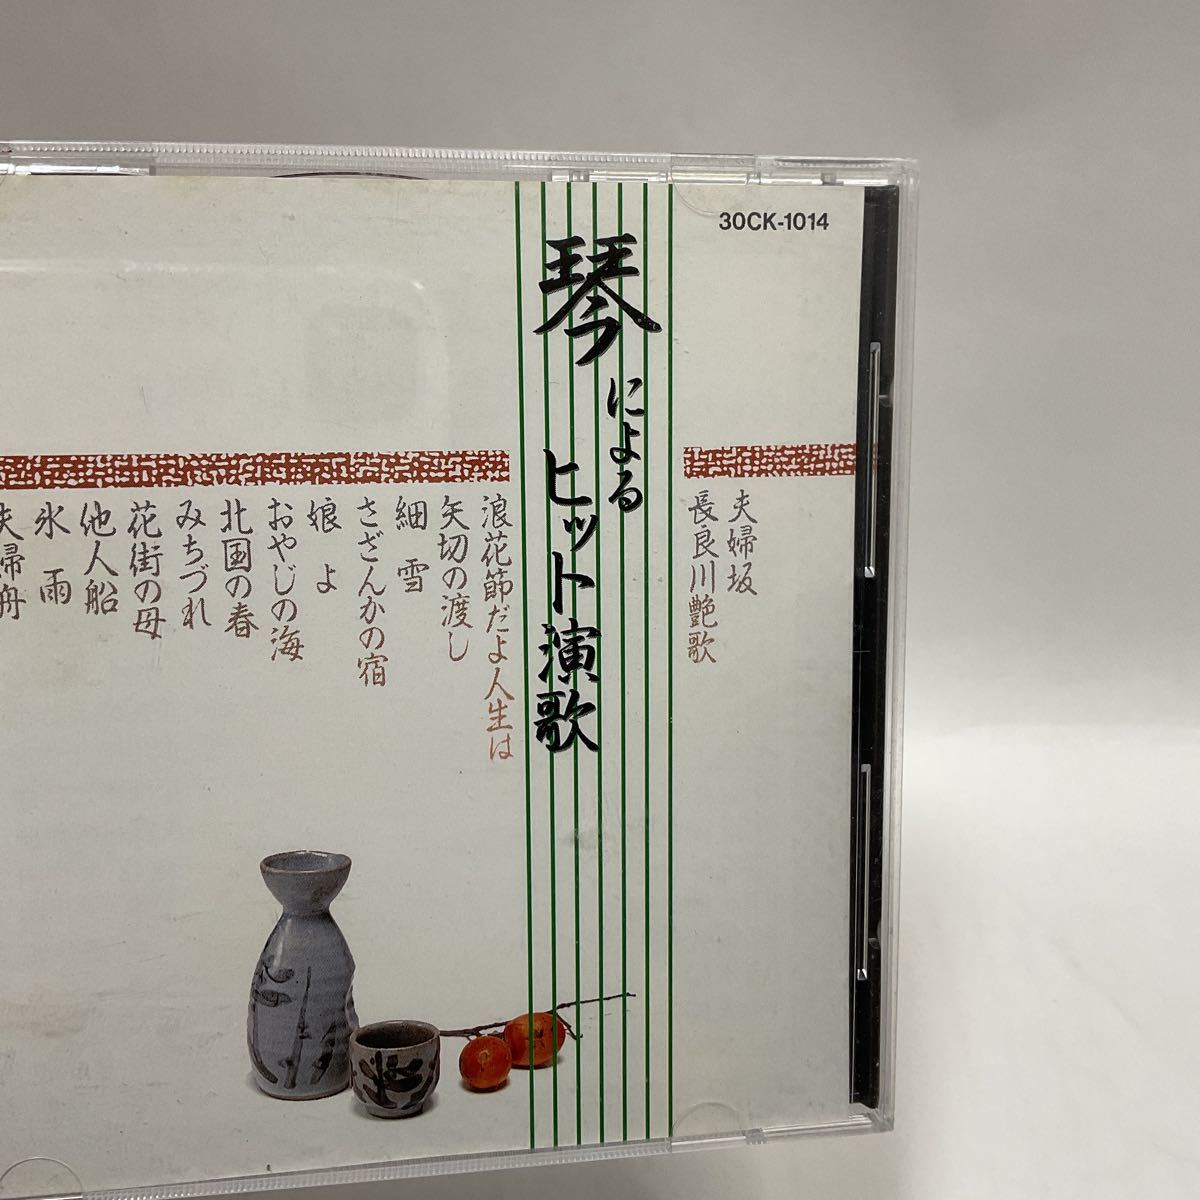 30CK-1014
夫婦坂
長良川艶歌
琴による
ヒット演歌
浪花節だよ人生は
矢切の渡し
細雪
さざんかの宿
娘よ
おやじの海
北国の春
みちづれ
花街の母
他人船
氷雨
夫婦舟